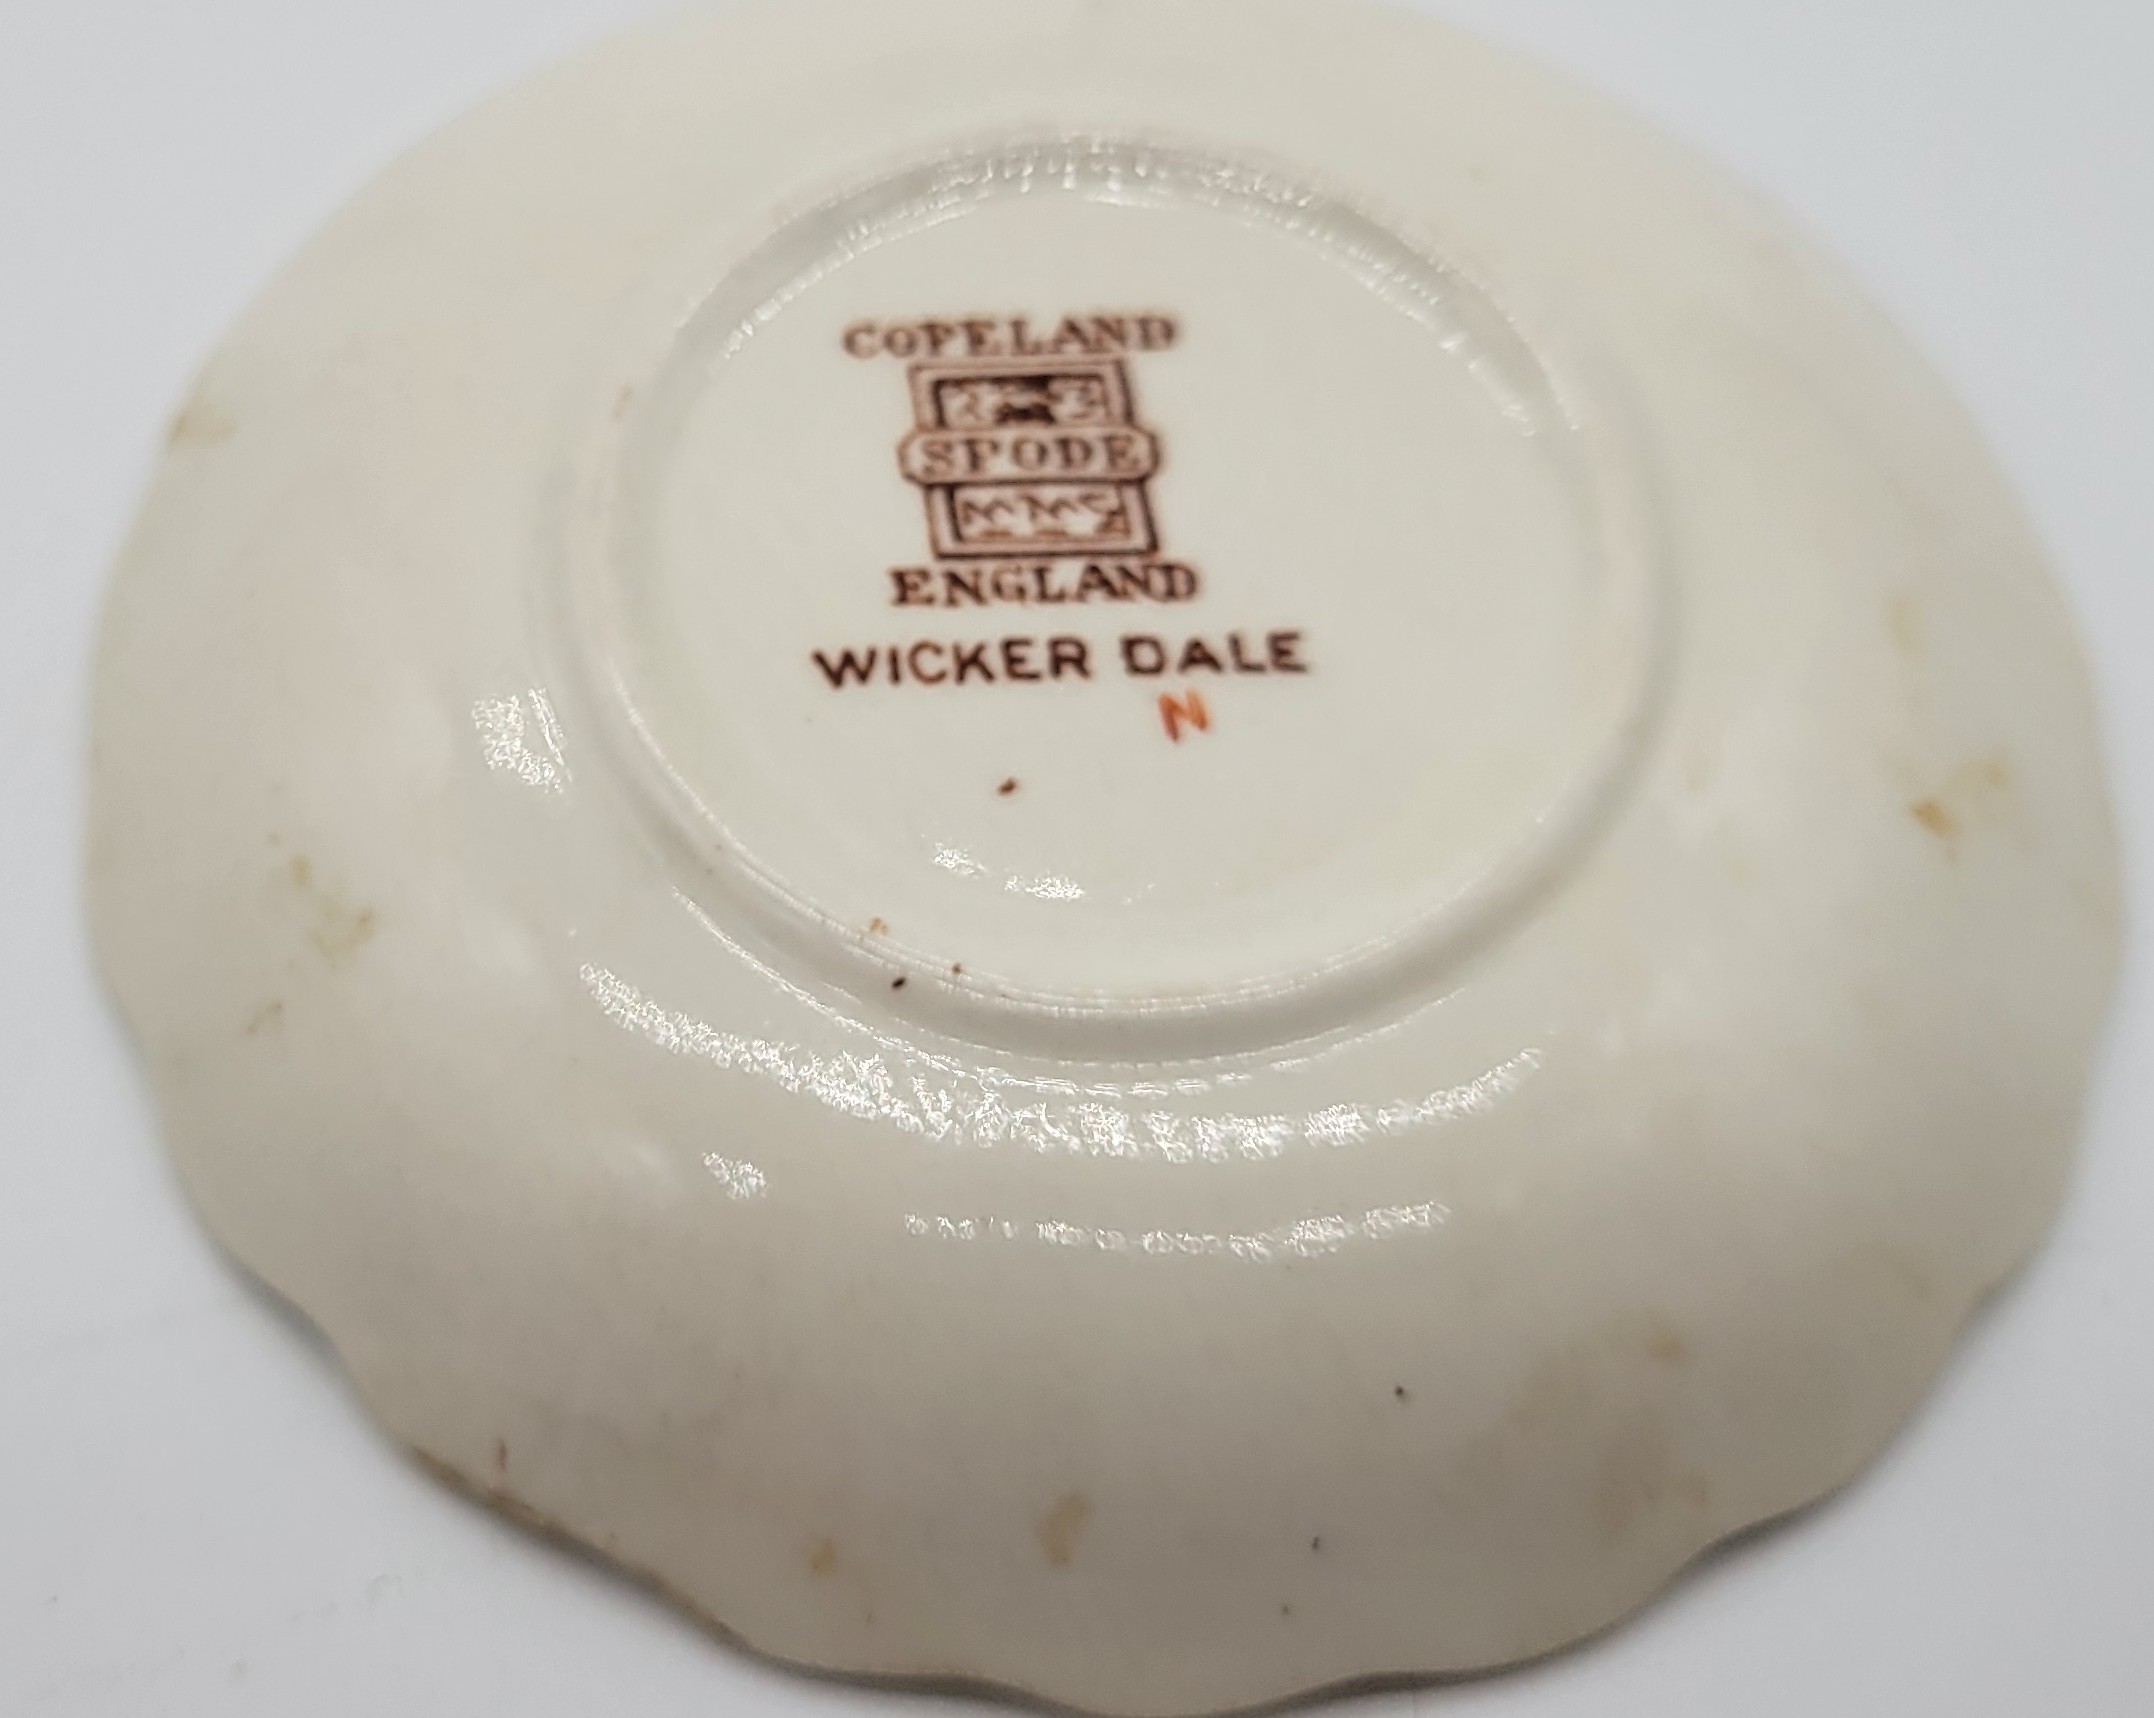 COPELAND
SPODE
ENGLAND
WICKER DALE
N